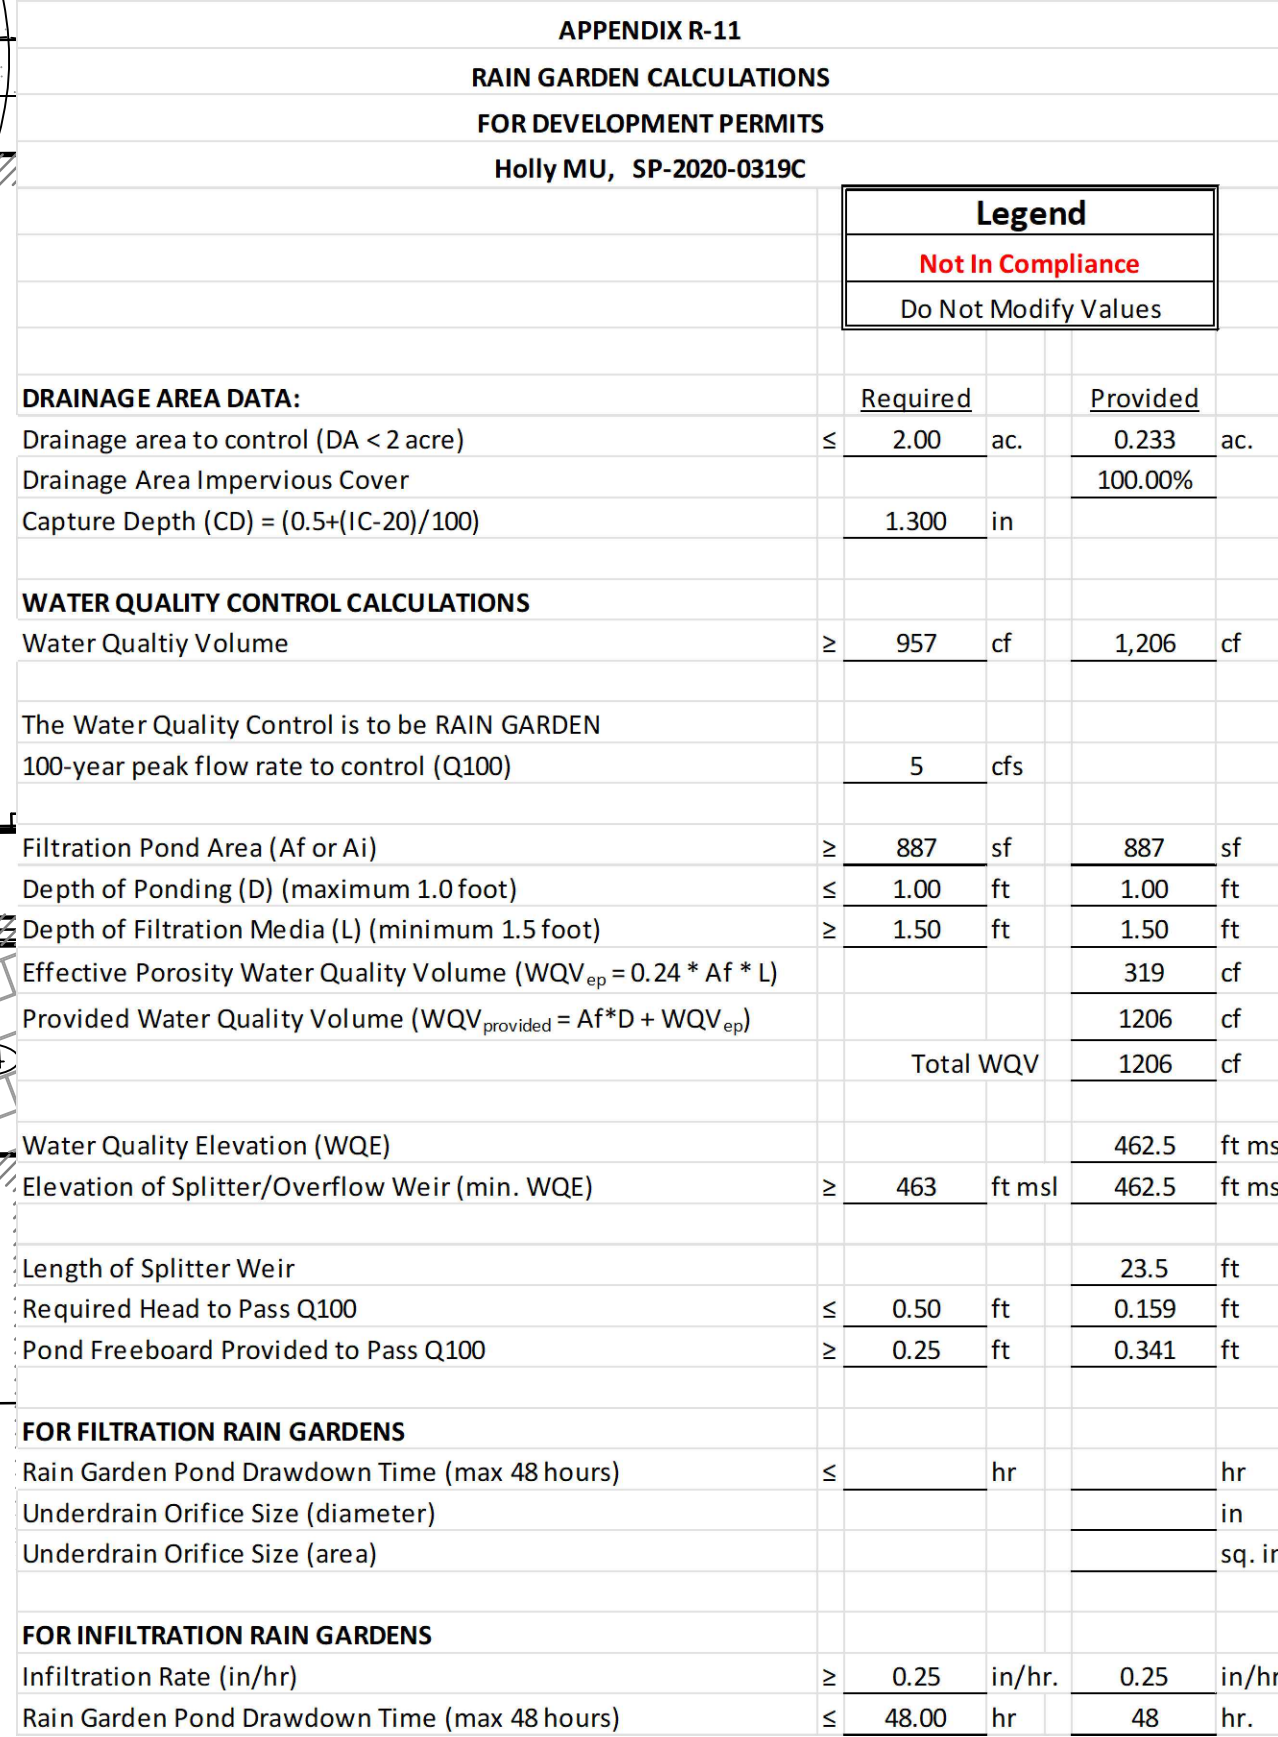 APPENDIX R-11
RAIN GARDEN CALCULATIONS
FOR DEVELOPMENT PERMITS
Holly MU, SP-2020-0319C
Legend
Not In Compliance
Do Not Modify Values
DRAINAGE AREA DATA: Required Provided
Drainage area to control (DA < 2 acre) ≤ 2.00 ac. 0.233 ac.
Drainage Area Impervious Cover 100.00%
Capture Depth (CD) = (0.5+(IC-20)/100) 1.300 in
WATER QUALITY CONTROL CALCULATIONS
Water Qualtiy Volume ≥ 957 cf 1,206 cf
The Water Quality Control is to be RAIN GARDEN
100-year peak flow rate to control (Q100) 5 cfs
Filtration Pond Area (Af or Ai) ≥ 887 sf 887 sf
Depth of Ponding (D) (maximum 1.0 foot) ≤ 1.00 ft 1.00 ft
Depth of Filtration Media (L) (minimum 1.5 foot) ≥ 1.50 ft 1.50 ft
Effective Porosity Water Quality Volume (WQVep = 0.24 * Af * L) 319 cf
Provided Water Quality Volume (WQVprovided = Af*D + WQVep) 1206 cf
Total WQV 1206 cf
Water Quality Elevation (WQE) 462.5 ft ms
Elevation of Splitter/Overflow Weir (min. WQE) ≥ 463 ft msl 462.5 ft ms
Length of Splitter Weir 23.5 ft
Required Head to Pass Q100 ≤ 0.50 ft 0.159 ft
Pond Freeboard Provided to Pass Q100 ≥ 0.25 ft 0.341 ft
FOR FILTRATION RAIN GARDENS
Rain Garden Pond Drawdown Time (max 48 hours) ≤ hr hr
Underdrain Orifice Size (diameter) in
Underdrain Orifice Size (area) sq. in
FOR INFILTRATION RAIN GARDENS
Infiltration Rate (in/hr) ≥ 0.25 in/hr. 0.25 in/hr
Rain Garden Pond Drawdown Time (max 48 hours) ≤ 48.00 hr 48 hr.